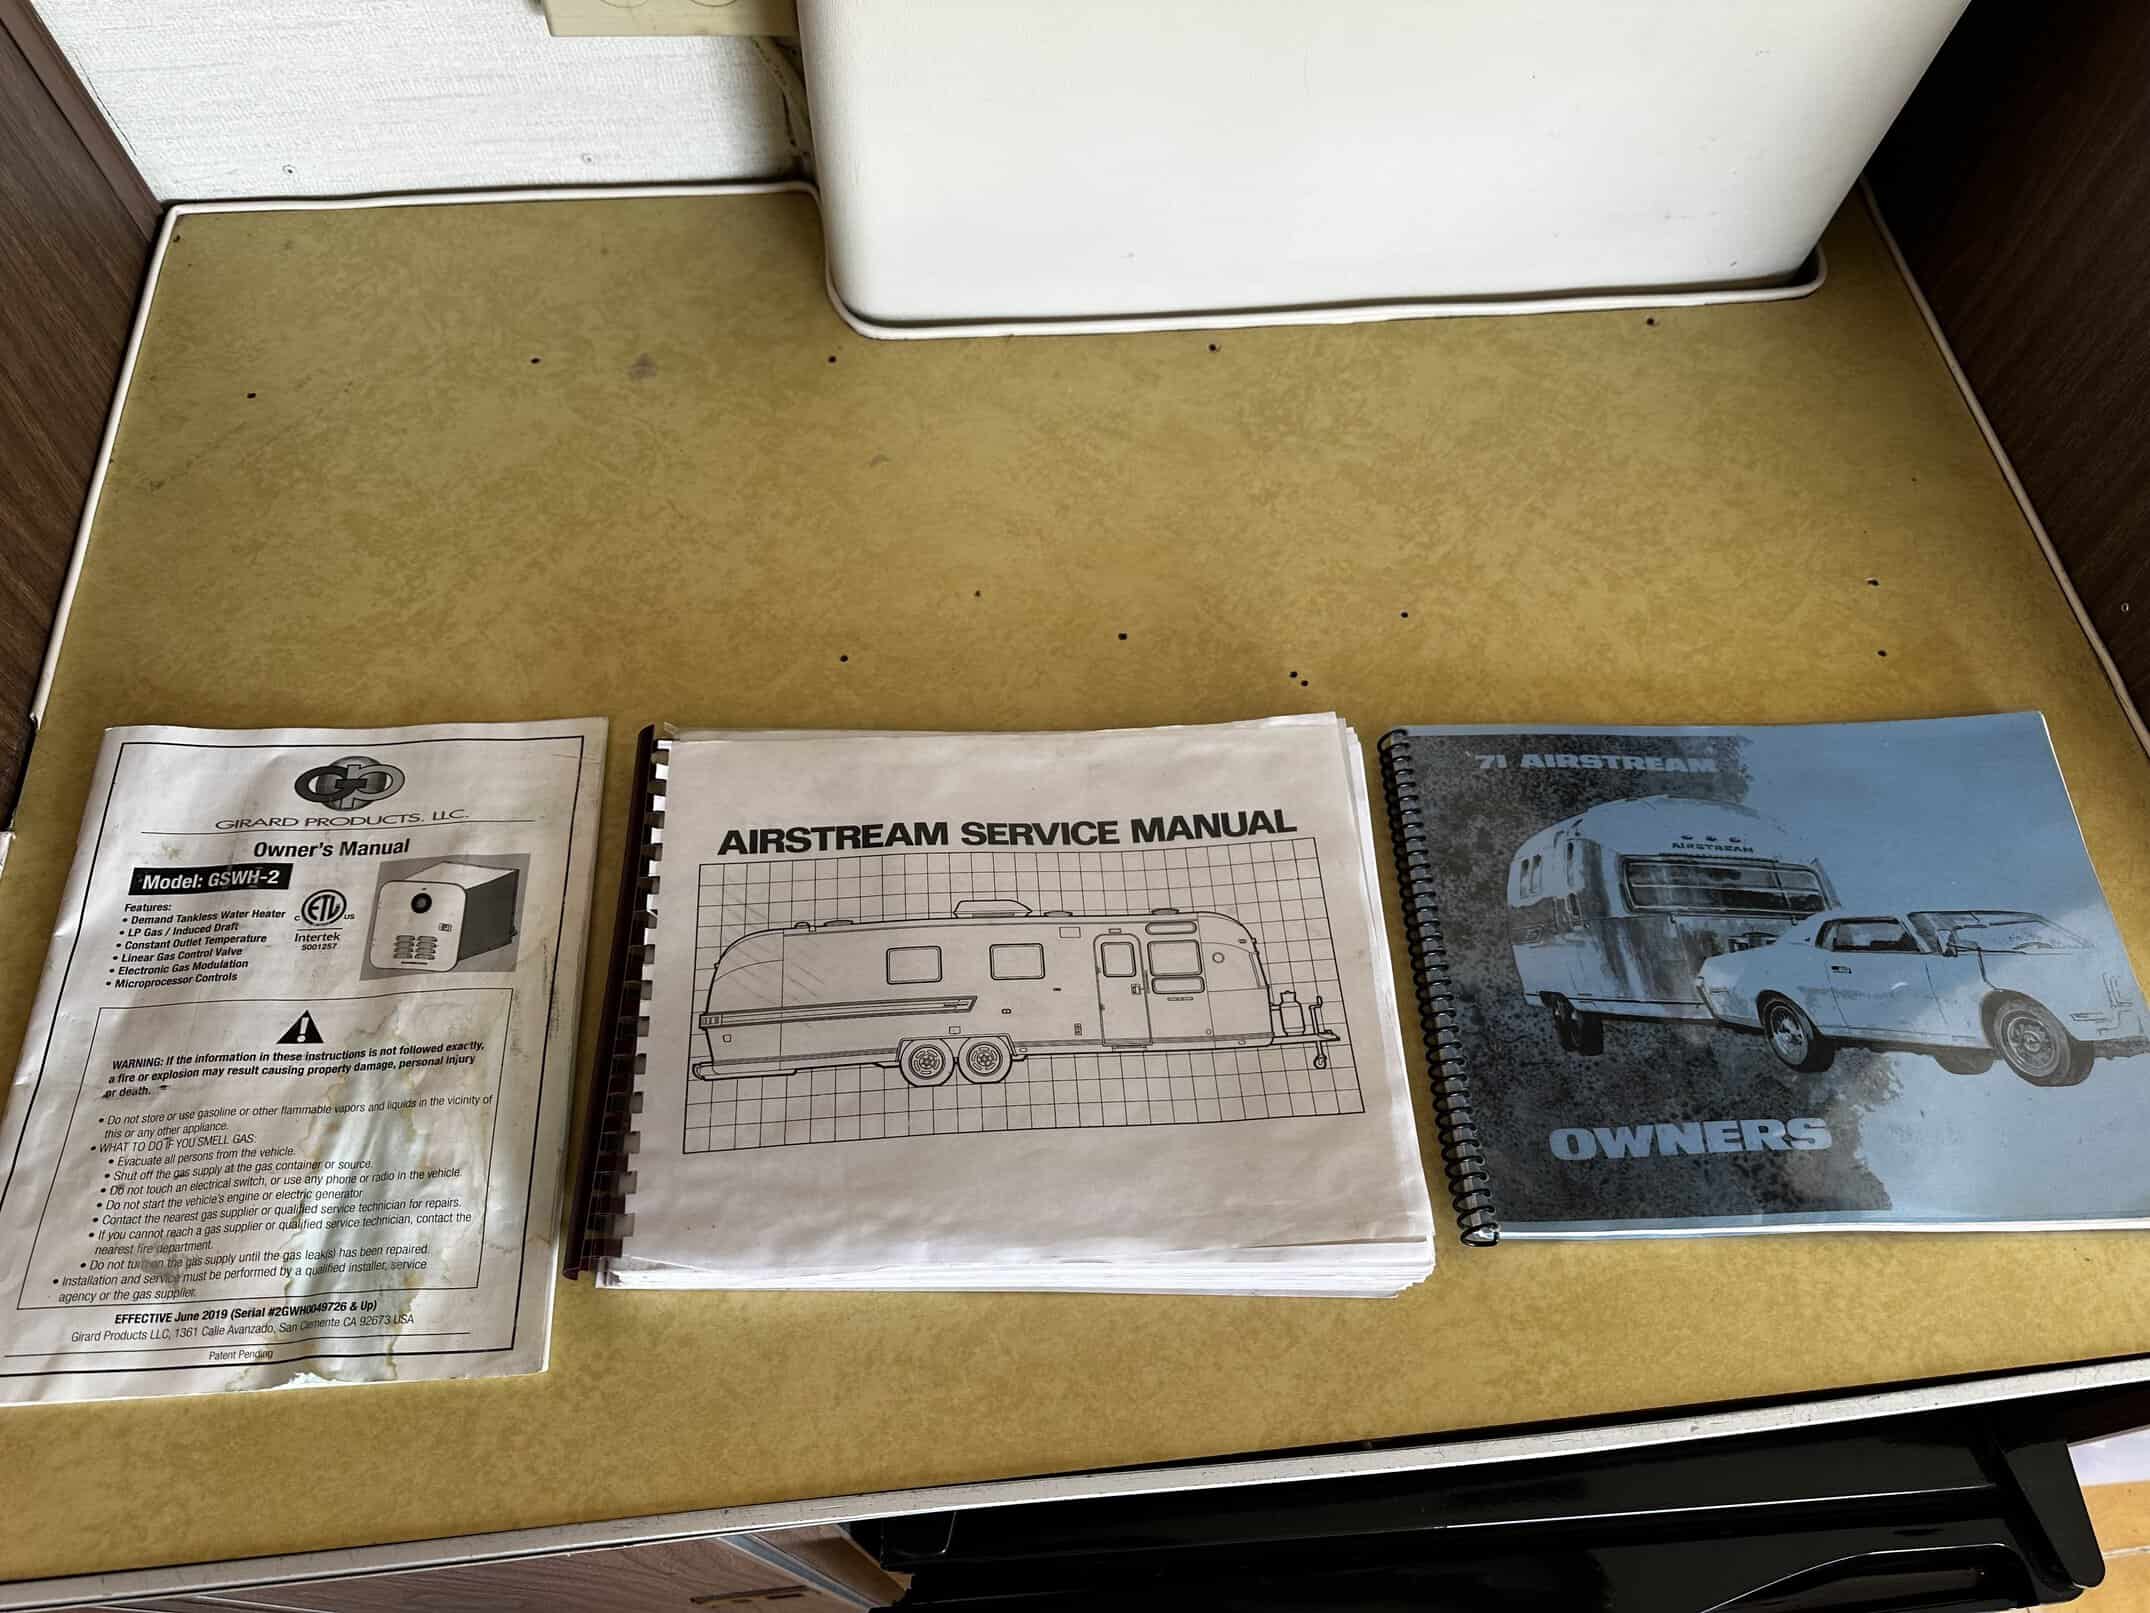 GIRARD PRODUCTS, LLC.
Owner's Manual
Model: GSWH-2
Features:
• Demand Tankless Water Heater
• LP Gas / Induced Draft
• Constant Outlet Temperature
• Linear Gas Control Valve
• Electronic Gas Modulation
• Microprocessor Controls
C ETL US
Intertek
5001257
WARNING: If the information in these instructions is not followed exactly,
a fire or explosion may result causing property damage, personal injury
or death.
• Do not store or use gasoline or other flammable vapors and liquids in the vicinity of
this or any other appliance.
• WHAT TO DO IF YOU SMELL GAS:
• Evacuate all persons from the vehicle.
• Shut off the gas supply at the gas container or source.
• Do not touch an electrical switch, or use any phone or radio in the vehicle.
• Do not start the vehicle's engine or electric generator
• Contact the nearest gas supplier or qualified service technician for repairs.
• If you cannot reach a gas supplier or qualified service technician, contact the
nearest fire department.
• Do not turn on the gas supply until the gas leak(s) has been repaired.
• Installation and service must be performed by a qualified installer, service
agency or the gas supplier.
EFFECTIVE June 2019 (Serial #2GWH0049726 & Up)
Girard Products LLC, 1361 Calle Avanzado, San Clemente CA 92673 USA
Patent Pending
AIRSTREAM SERVICE MANUAL
71 AIRSTREAM
AIRSTREAM
OWNERS